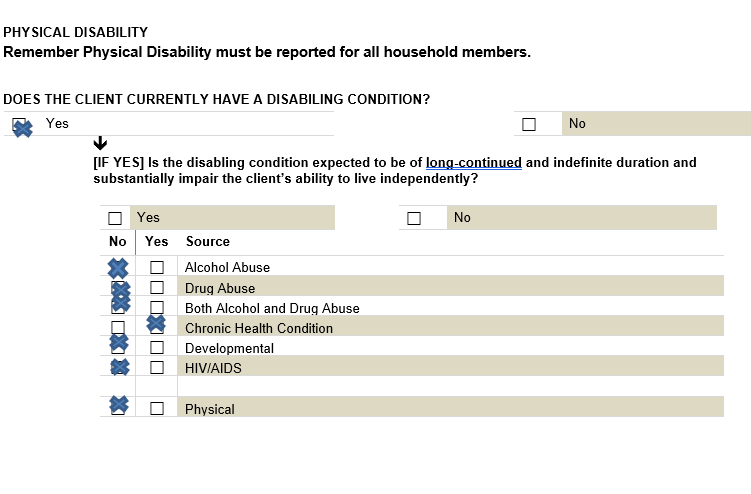 PHYSICAL DISABILITY
Remember Physical Disability must be reported for all household members.
DOES THE CLIENT CURRENTLY HAVE A DISABILING CONDITION?
Yes No
[IF YES] Is the disabling condition expected to be of long-continued and indefinite duration and
substantially impair the client's ability to live independently?
Yes No
No Yes Source
Alcohol Abuse
Drug Abuse
Both Alcohol and Drug Abuse
Chronic Health Condition
Developmental
HIV/AIDS
Physical